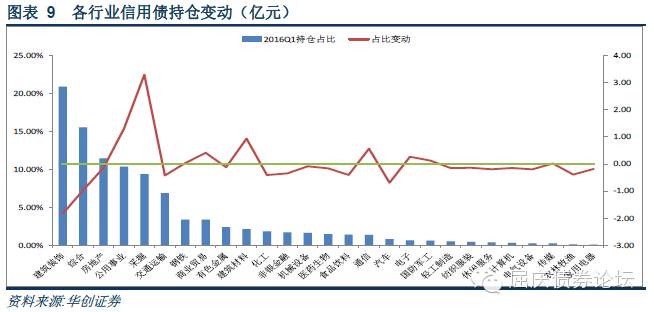 图表 9 各行业信用债持仓变动（亿元）
2016Q1持仓占比 占比变动
25.00%
20.00%
15.00%
10.00%
5.00%
0.00%
4.00
3.00
2.00
1.00
0.00
-1.00
-2.00
-3.00
建筑装饰
综合
房地产
公用事业
采掘
交通运输
钢铁
商业贸易
有色金属
建筑材料
化工
非银金融
机械设备
医药生物
食品饮料
通信
汽车
电子
国防军工
轻工制造
纺织服装
休闲服务
计算机
电气设备
传媒
农林牧渔
家用电器
屈庆债券论坛
资料来源:华创证券